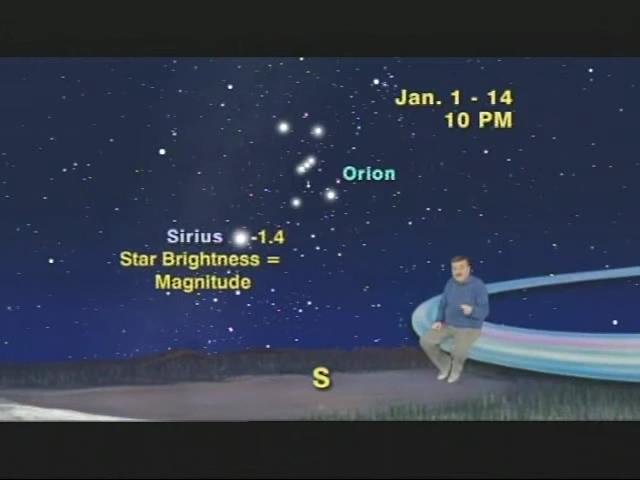 Jan. 1 - 14
10 PM
Orion
Sirius -1.4
Star Brightness =
Magnitude
S